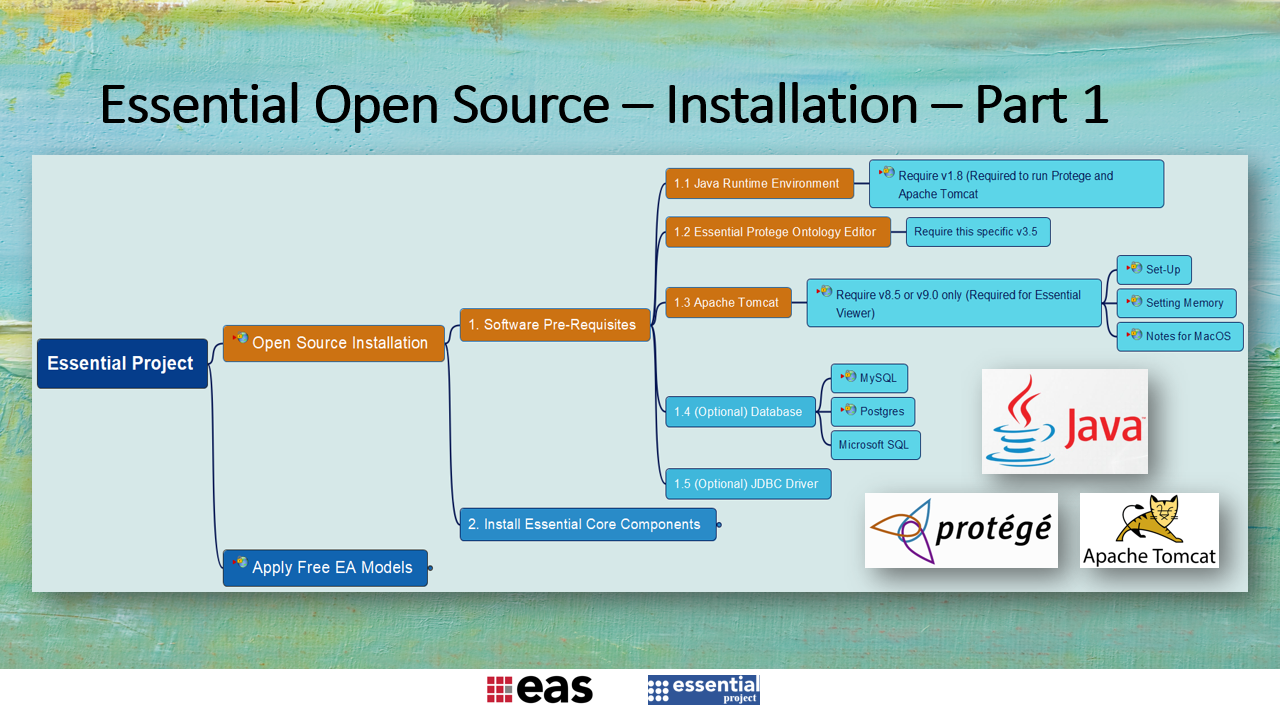 Essential Open Source – Installation – Part 1
Essential Project
Open Source Installation
1. Software Pre-Requisites
1.1 Java Runtime Environment
Require v1.8 (Required to run Protege and
Apache Tomcat
1.2 Essential Protege Ontology Editor
Require this specific v3.5
1.3 Apache Tomcat
Require v8.5 or v9.0 only (Required for Essential
Viewer)
Set-Up
Setting Memory
Notes for MacOS
1.4 (Optional) Database
MySQL
Postgres
Microsoft SQL
1.5 (Optional) JDBC Driver
2. Install Essential Core Components
Apply Free EA Models
Java™
protégé
Apache Tomcat
eas
essential
project